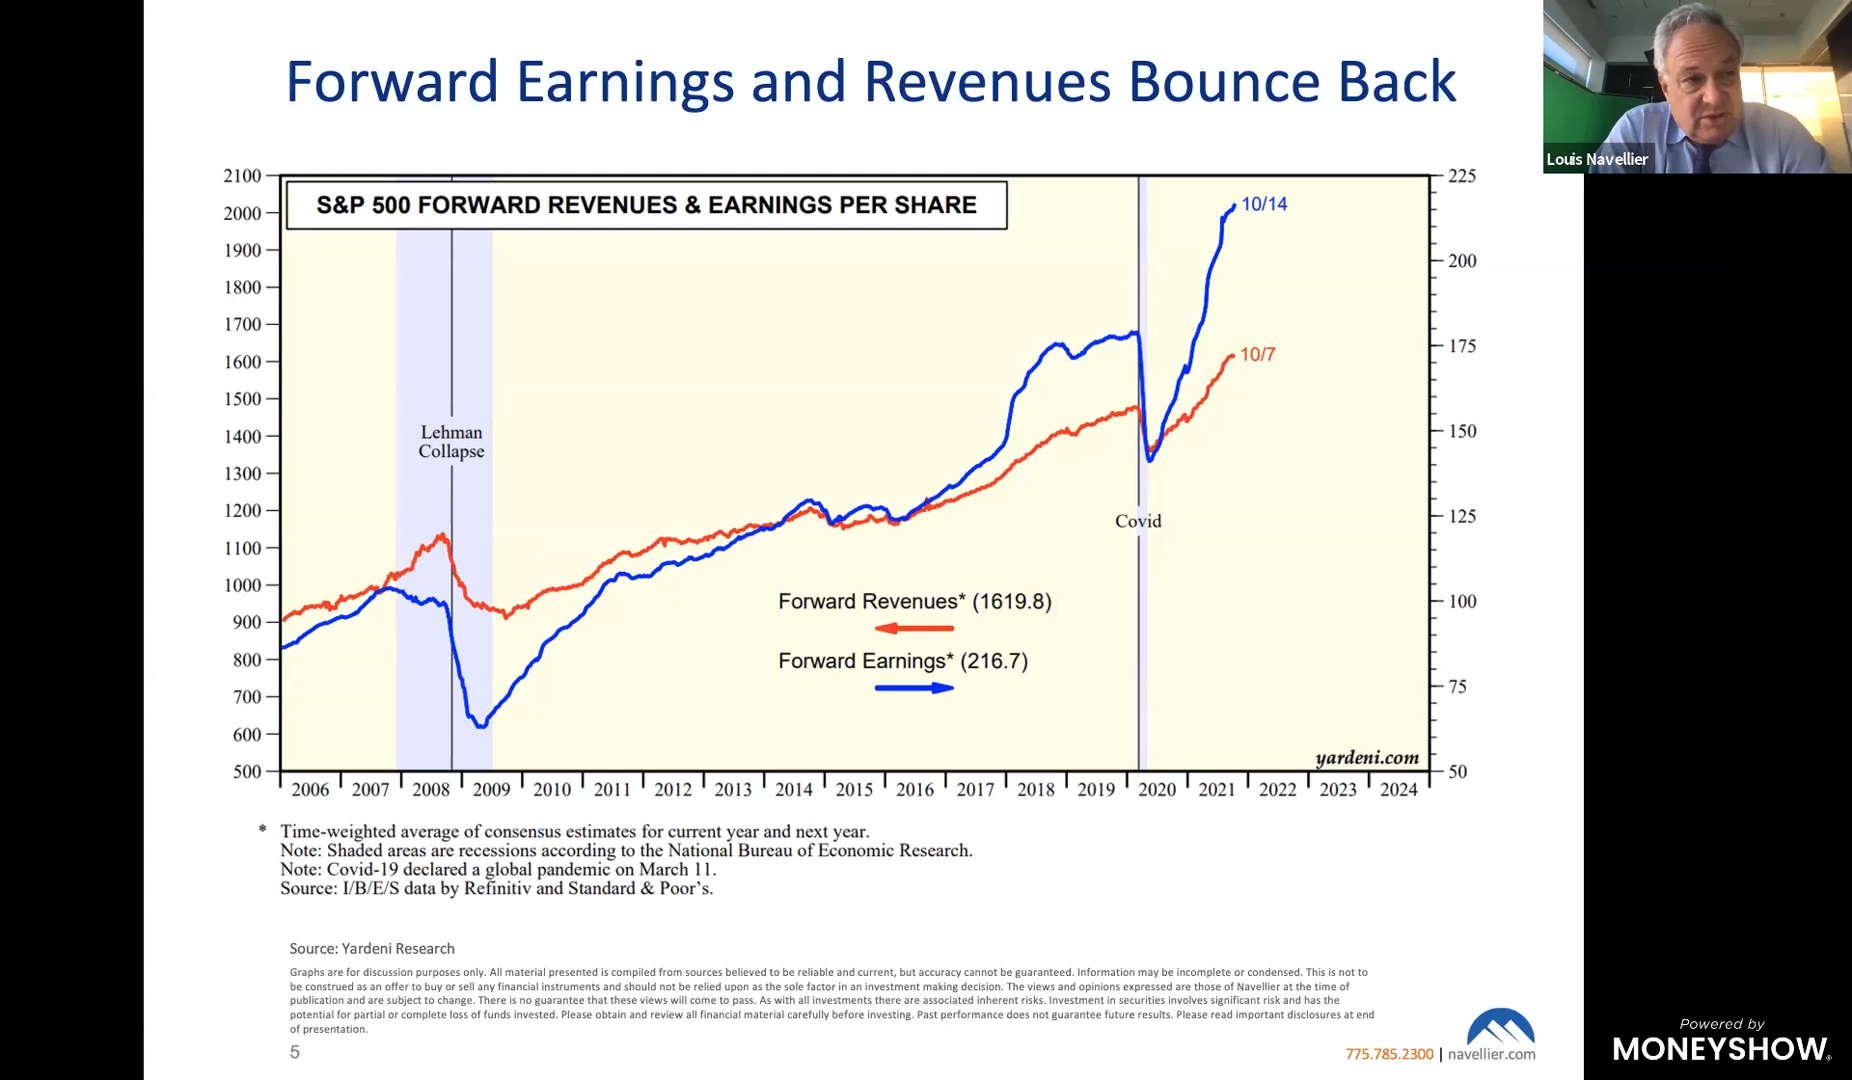 Forward Earnings and Revenues Bounce Back
Louis Navellier
S&P 500 FORWARD REVENUES & EARNINGS PER SHARE
2100
2000
1900
1800
1700
1600
1500
1400
1300
1200
1100
1000
900
800
700
600
500
225
200
175
150
125
100
75
50
10/14
10/7
Lehman
Collapse
Covid
Forward Revenues* (1619.8)
Forward Earnings* (216.7)
yardeni.com
2006 2007 2008 2009 2010 2011 2012 2013 2014 2015 2016 2017 2018 2019 2020 2021 2022 2023 2024
* Time-weighted average of consensus estimates for current year and next year.
Note: Shaded areas are recessions according to the National Bureau of Economic Research.
Note: Covid-19 declared a global pandemic on March 11.
Source: I/B/E/S data by Refinitiv and Standard & Poor's.
Source: Yardeni Research
Graphs are for discussion purposes only. All material presented is compiled from sources believed to be reliable and current, but accuracy cannot be guaranteed. Information may be incomplete or condensed. This is not to
be construed as an offer to buy or sell any financial instruments and should not be relied upon as the sole factor in an investment making decision. The views and opinions expressed are those of Navellier at the time of
publication and are subject to change. There is no guarantee that these views will come to pass. As with all investments there are associated inherent risks. Investment in securities involves significant risk and has the
potential for partial or complete loss of funds invested. Please obtain and review all financial material carefully before investing. Past performance does not guarantee future results. Please read important disclosures at end
of presentation.
5
775.785.2300 | navellier.com
Powered by
MONEYSHOW